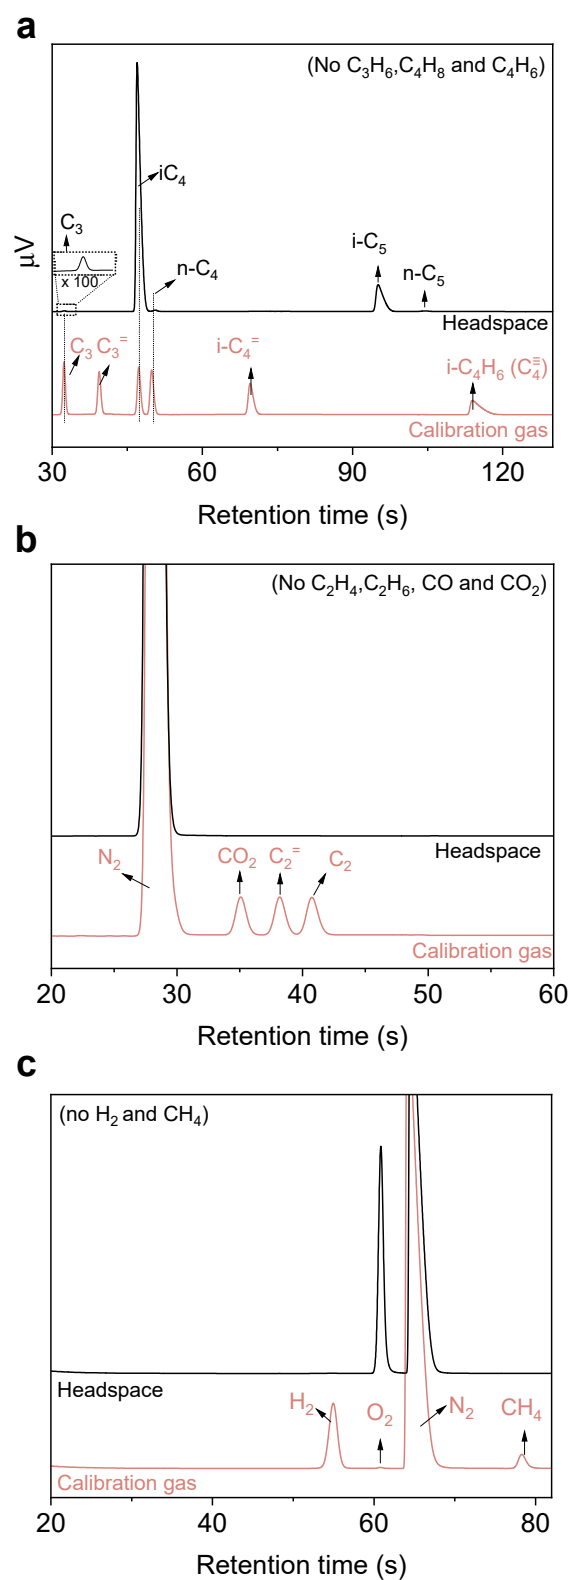 a
(No C₃H₆,C₄H₈ and C₄H₆)
iC₄
C₃
i-C₅
n-C₅
n-C₄
x 100
µV
Headspace
C₃ C₃⁼
i-C₄⁼
i-C₄H₆ (C₄≡)
Calibration gas
30 60 90 120
Retention time (s)
b
(No C₂H₄,C₂H₆, CO and CO₂)
Headspace
N₂
CO₂
C₂⁼
C₂
Calibration gas
20 30 40 50 60
Retention time (s)
c
(no H₂ and CH₄)
Headspace
H₂
O₂
N₂
CH₄
Calibration gas
20 40 60 80
Retention time (s)